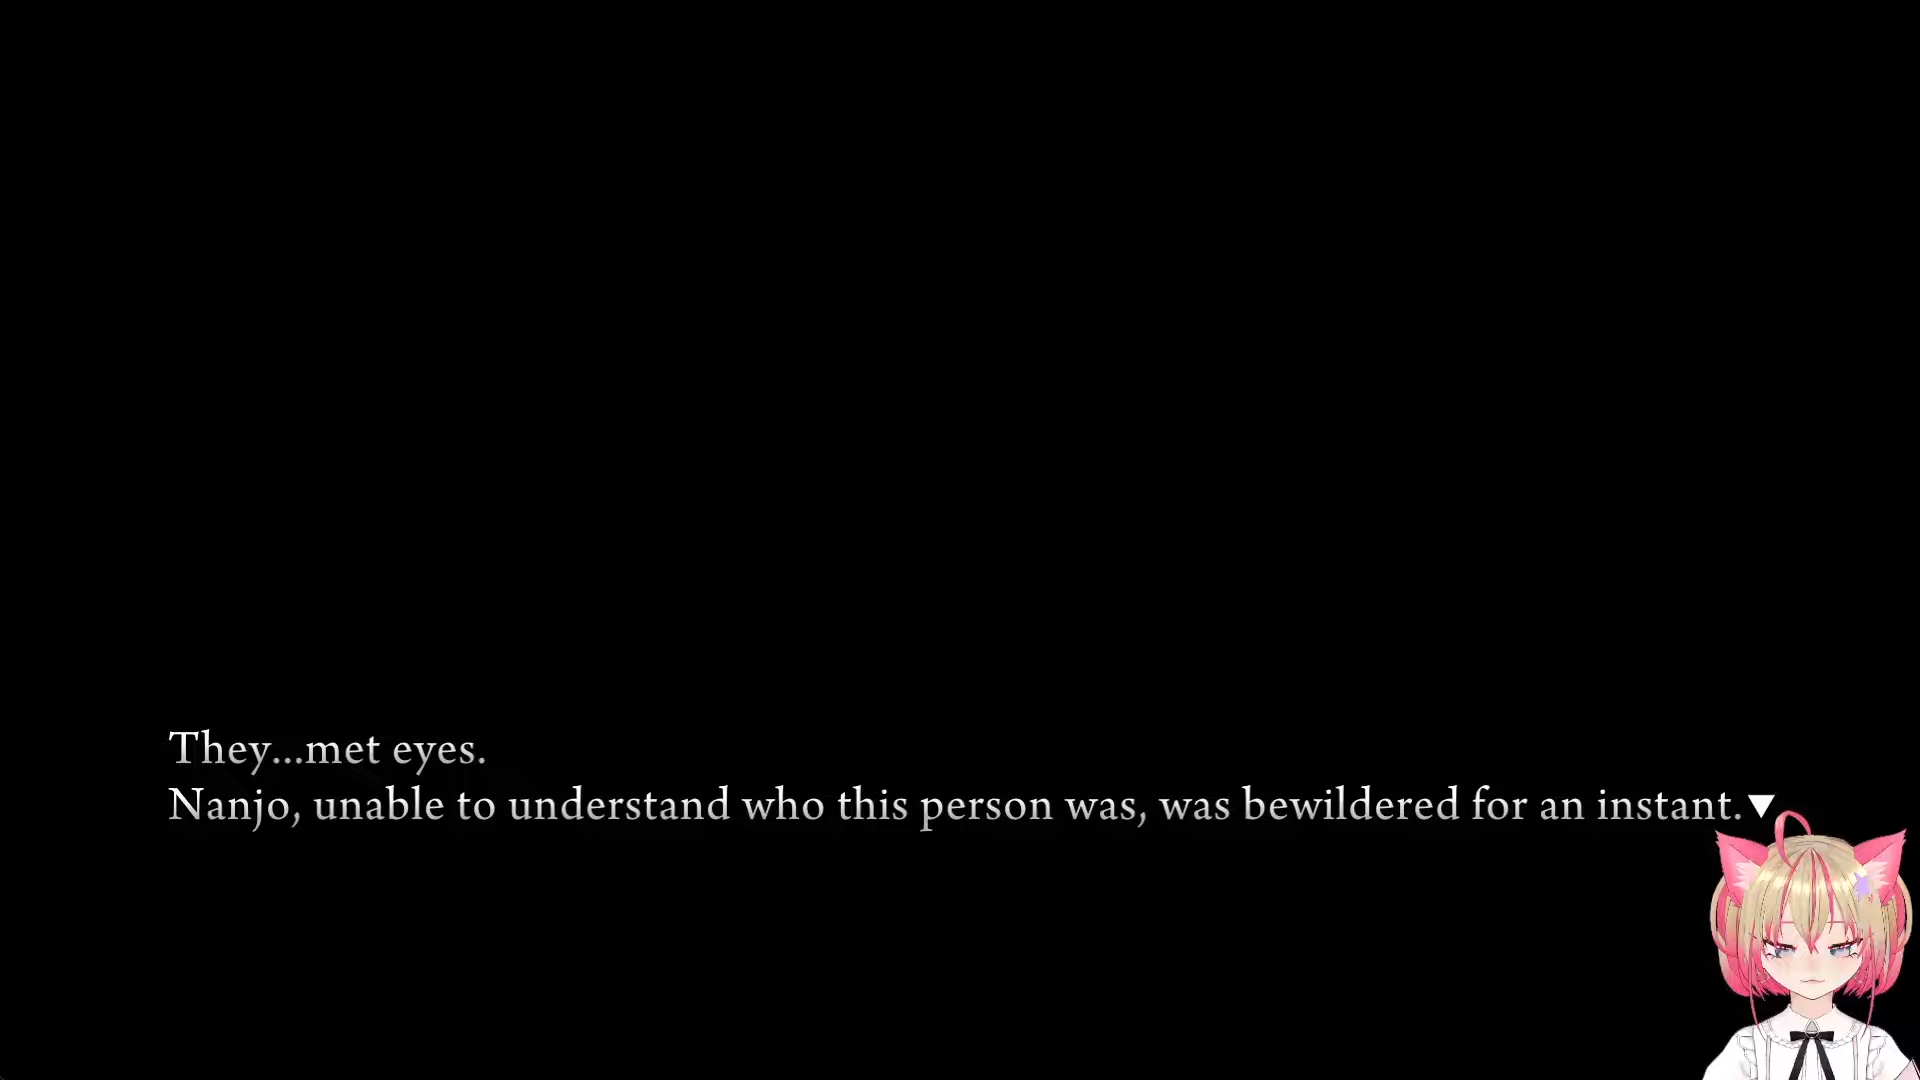 They...met eyes.
Nanjo, unable to understand who this person was, was bewildered for an instant.